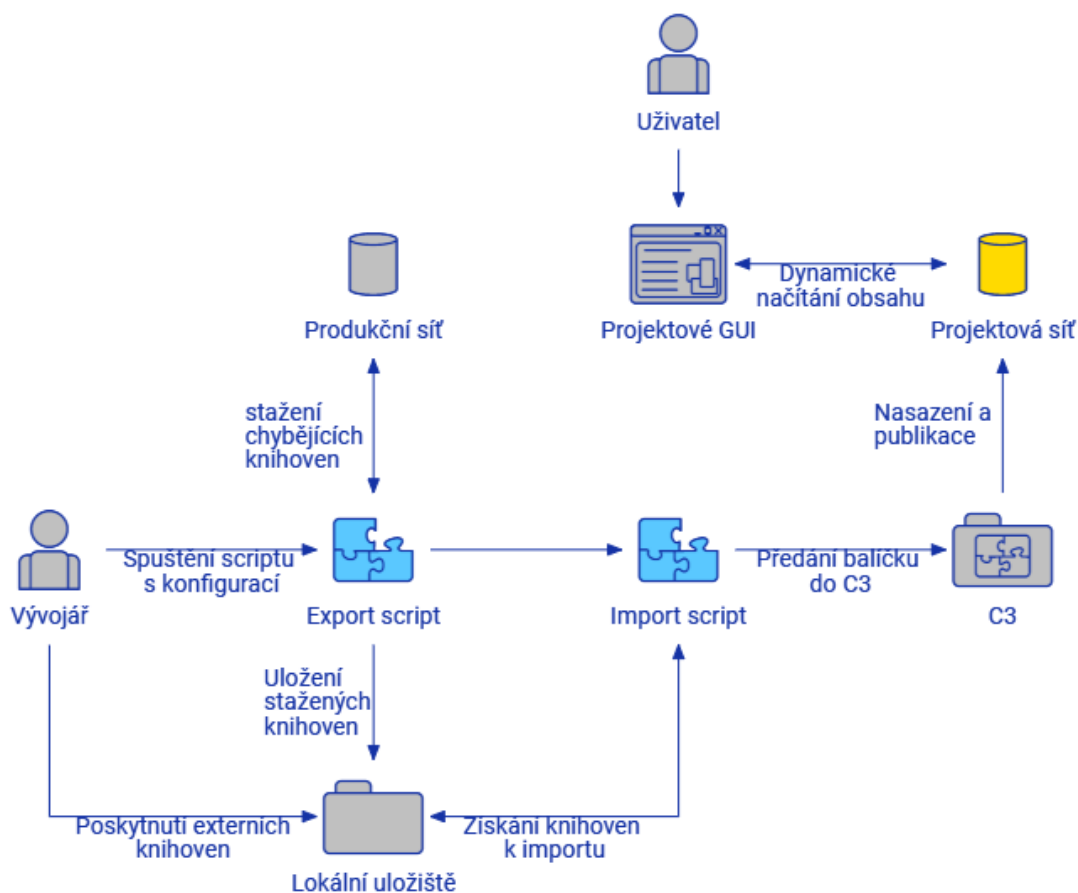 Uživatel
Dynamické
načítání obsahu
Produkční síť
Projektové GUI
Projektová síť
stažení
chybějících
knihoven
Nasazení a
publikace
Spuštění scriptu
s konfigurací
Předání balíčku
do C3
Vývojář
Export script
Import script
C3
Uložení
stažených
knihoven
Poskytnutí externích
knihoven
Získání knihoven
k importu
Lokální uložiště